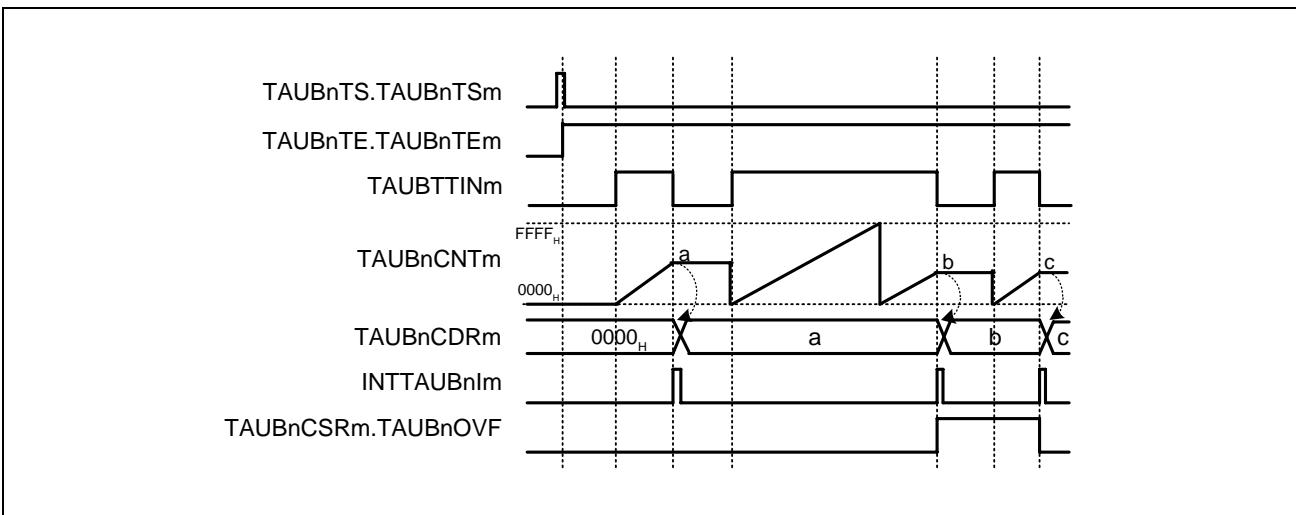 TAUBnTS.TAUBnTSm
TAUBnTE.TAUBnTEm
TAUBTTINm
FFFFH
TAUBnCNTm
a
b
c
0000H
TAUBnCDRm
0000H
a
b
c
INTTAUBnIm
TAUBnCSRm.TAUBnOVF